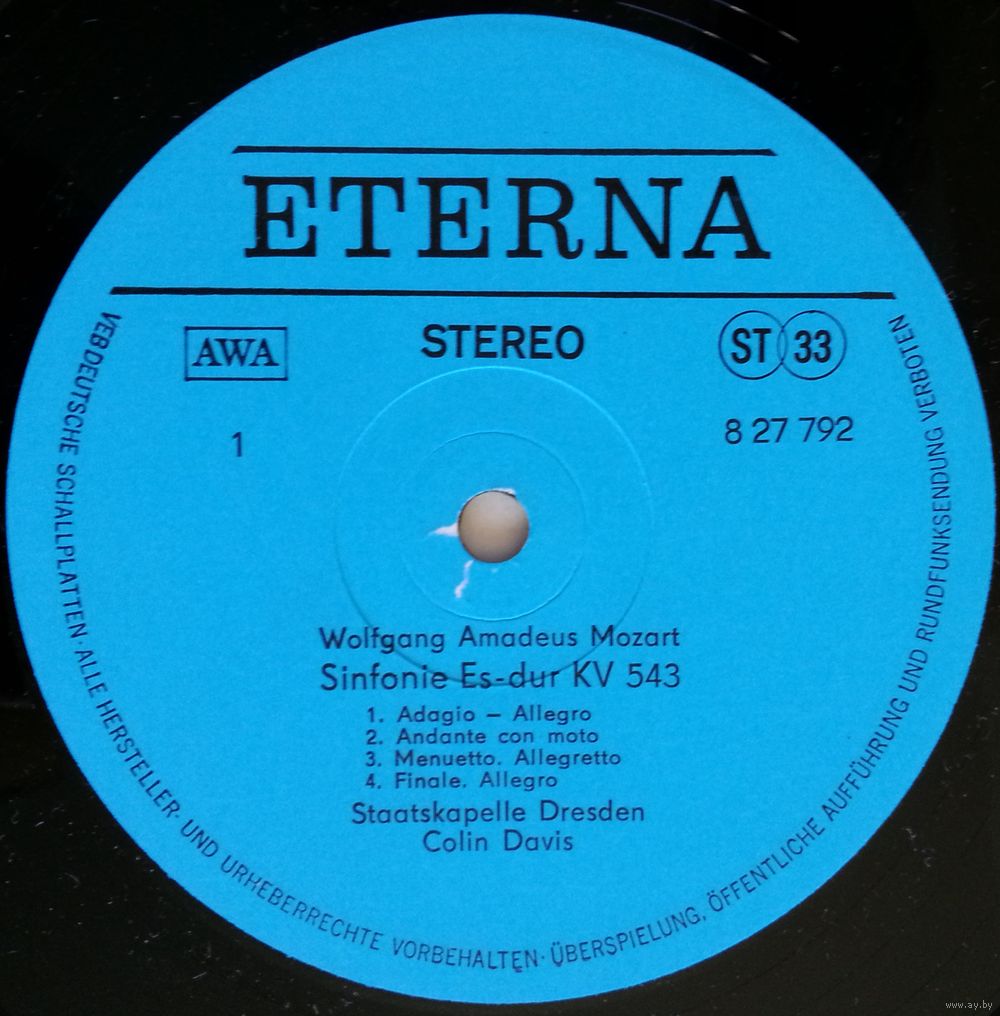 ETERNA
AWA
STEREO
ST 33
1
8 27 792
Wolfgang Amadeus Mozart
Sinfonie Es-dur KV 543
1. Adagio – Allegro
2. Andante con moto
3. Menuetto. Allegretto
4. Finale. Allegro
Staatskapelle Dresden
Colin Davis
VEB DEUTSCHE SCHALLPLATTEN · ALLE HERSTELLER- UND URHEBERRECHTE VORBEHALTEN · ÜBERSPIELUNG, ÖFFENTLICHE AUFFÜHRUNG UND RUNDFUNKSENDUNG VERBOTEN
www.ay.by